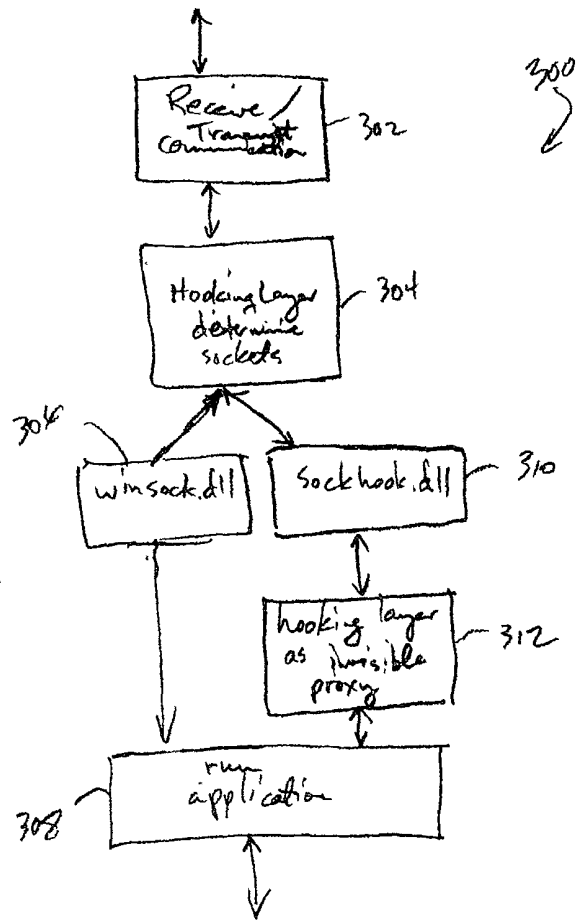 300
Receive /
Transmit
communication
302
Hooking Layer
determine
sockets
304
304
winsock.dll
sockhook.dll
310
hooking layer
as invisible
proxy
312
run
application
308